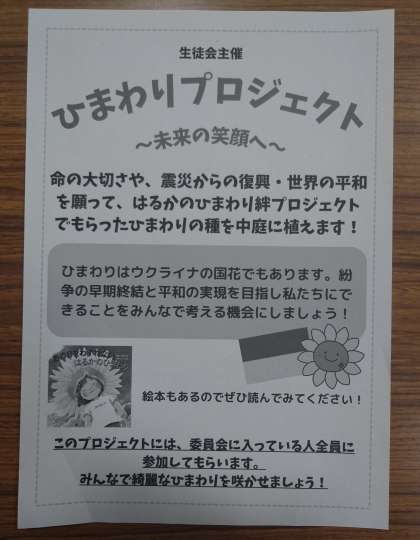 生徒会主催
ひまわりプロジェクト
～未来の笑顔へ～
命の大切さや、震災からの復興・世界の平和
を願って、はるかのひまわり絆プロジェクト
でもらったひまわりの種を中庭に植えます！
ひまわりはウクライナの国花でもあります。紛
争の早期終結と平和の実現を目指し私たちにで
きることをみんなで考える機会にしましょう！
はるかのひまわり
絵本もあるのでぜひ読んでみてください！
このプロジェクトには、委員会に入っている人全員に
参加してもらいます。
みんなで綺麗なひまわりを咲かせましょう！